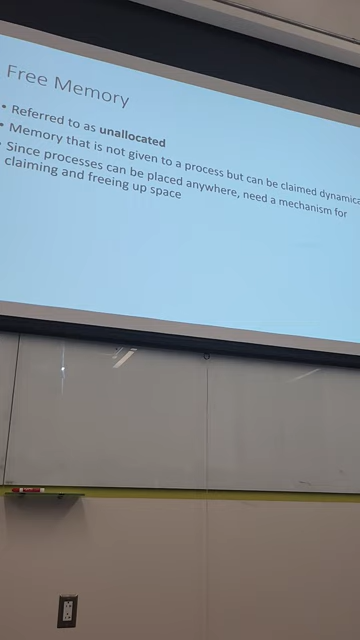 Free Memory
• Referred to as unallocated
• Memory that is not given to a process but can be claimed
• Since processes can be placed anywhere, need a mechanism for
claiming and freeing up space